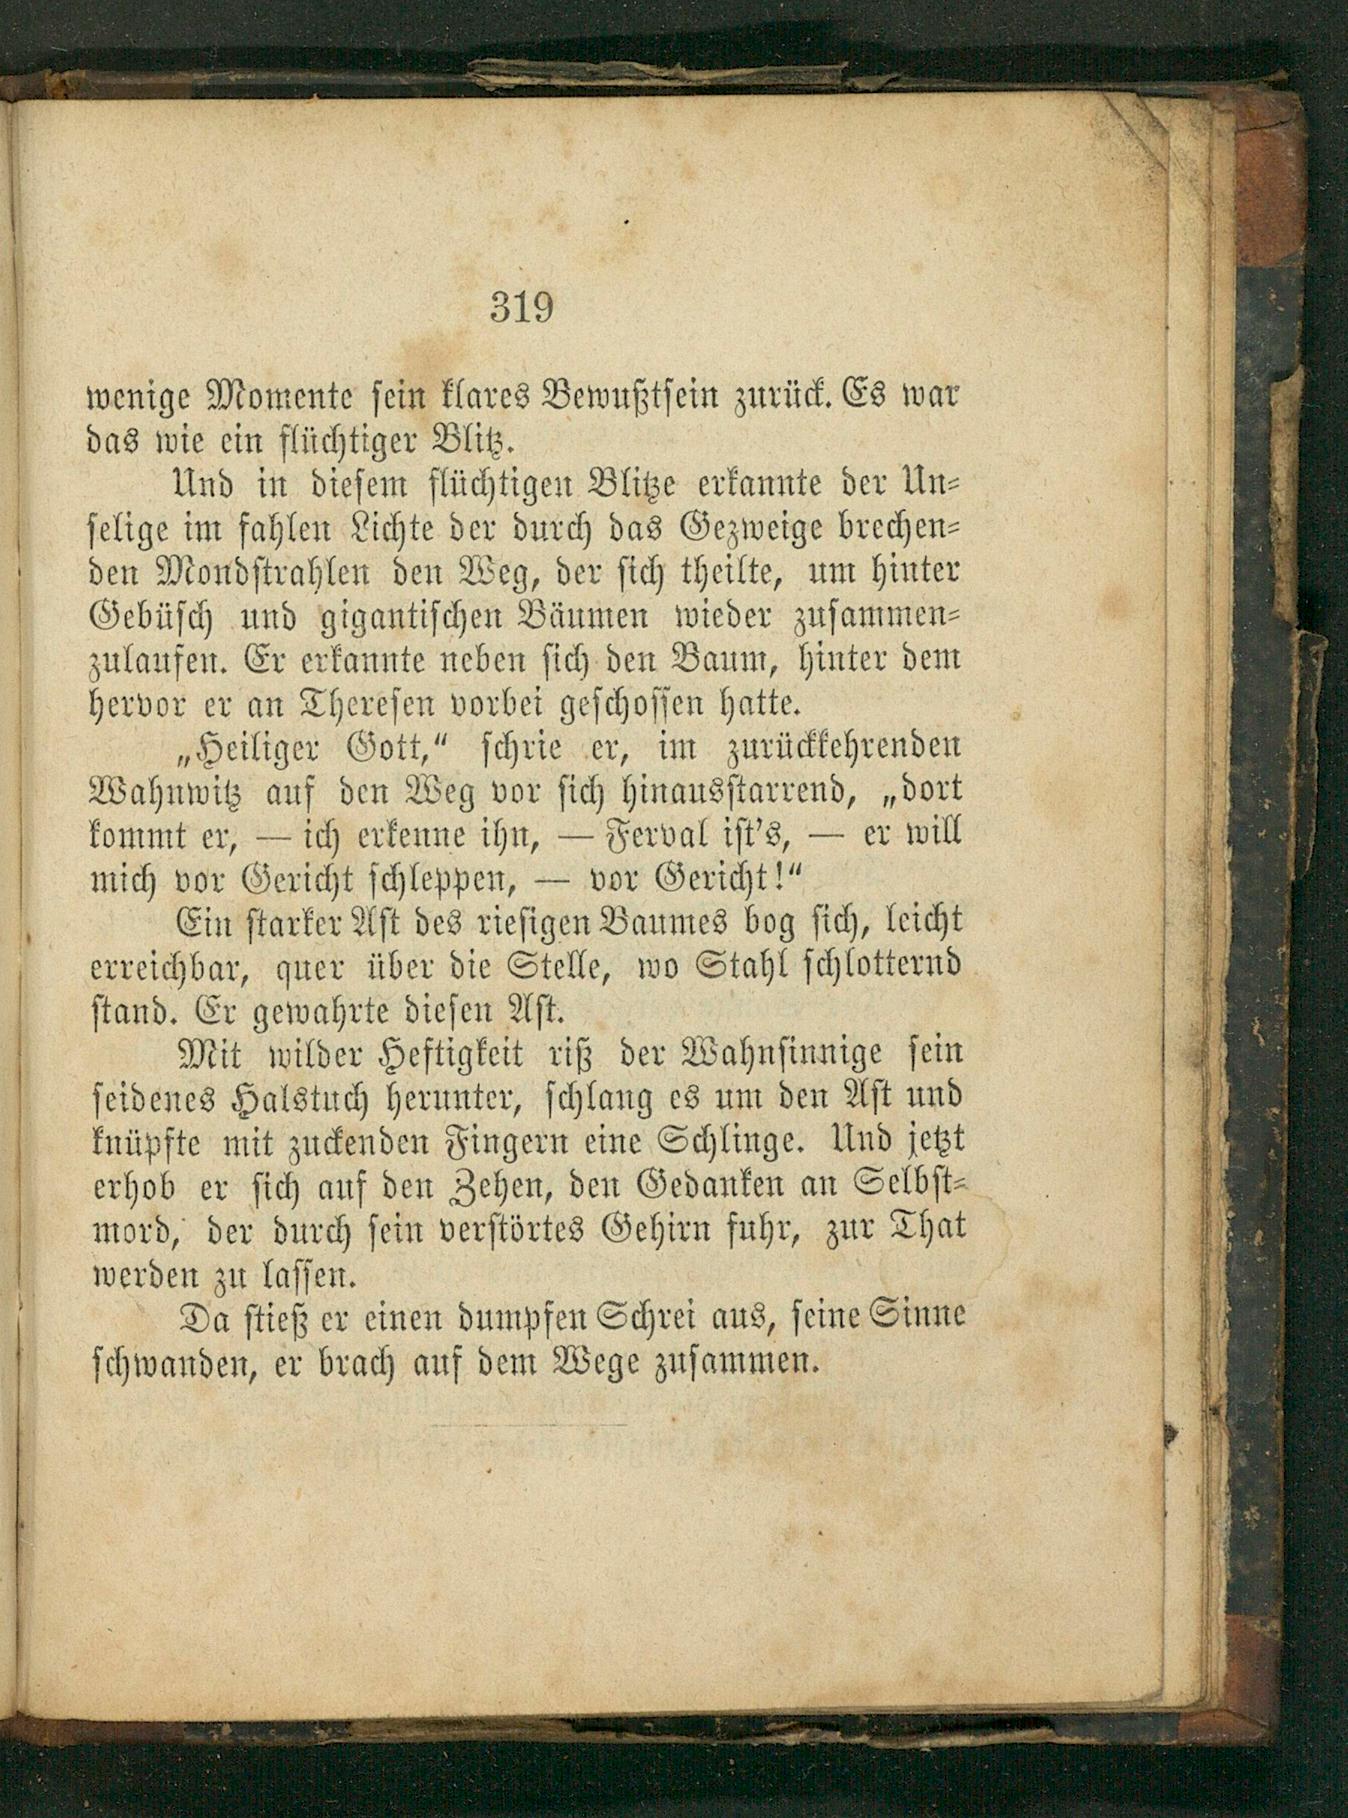 319
wenige Momente sein klares Bewußtsein zurück. Es war
das wie ein flüchtiger Blitz.
Und in diesem flüchtigen Blitze erkannte der Un-
selige im fahlen Lichte der durch das Gezweige brechen-
den Mondstrahlen den Weg, der sich theilte, um hinter
Gebüsch und gigantischen Bäumen wieder zusammen-
zulaufen. Er erkannte neben sich den Baum, hinter dem
hervor er an Theresen vorbei geschossen hatte.
„Heiliger Gott,“ schrie er, im zurückkehrenden
Wahnwitz auf den Weg vor sich hinausstarrend, „dort
kommt er, — ich erkenne ihn, — Ferval ist's, — er will
mich vor Gericht schleppen, — vor Gericht!“
Ein starker Ast des riesigen Baumes bog sich, leicht
erreichbar, quer über die Stelle, wo Stahl schlotternd
stand. Er gewahrte diesen Ast.
Mit wilder Heftigkeit riß der Wahnsinnige sein
seidenes Halstuch herunter, schlang es um den Ast und
knüpfte mit zuckenden Fingern eine Schlinge. Und jetzt
erhob er sich auf den Zehen, den Gedanken an Selbst-
mord, der durch sein verstörtes Gehirn fuhr, zur That
werden zu lassen.
Da stieß er einen dumpfen Schrei aus, seine Sinne
schwanden, er brach auf dem Wege zusammen.